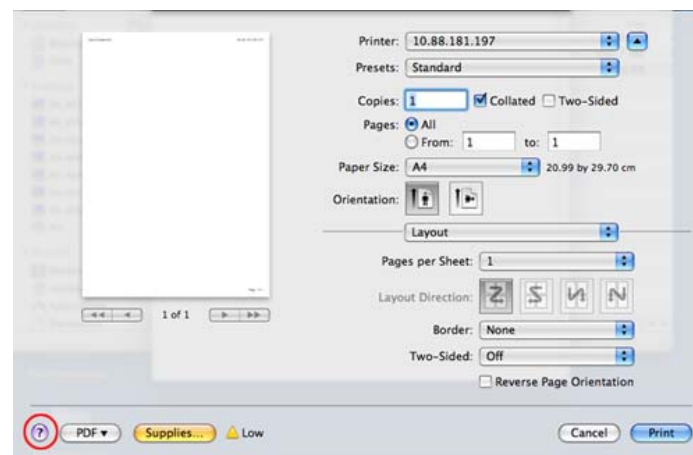 Printer: 10.88.181.197
Presets: Standard
Copies: 1 Collated Two-Sided
Pages: All
From: 1 to: 1
Paper Size: A4 20.99 by 29.70 cm
Orientation:
Layout
Pages per Sheet: 1
Layout Direction:
Border: None
Two-Sided: Off
Reverse Page Orientation
1 of 1
? PDF Supplies... Low Cancel Print